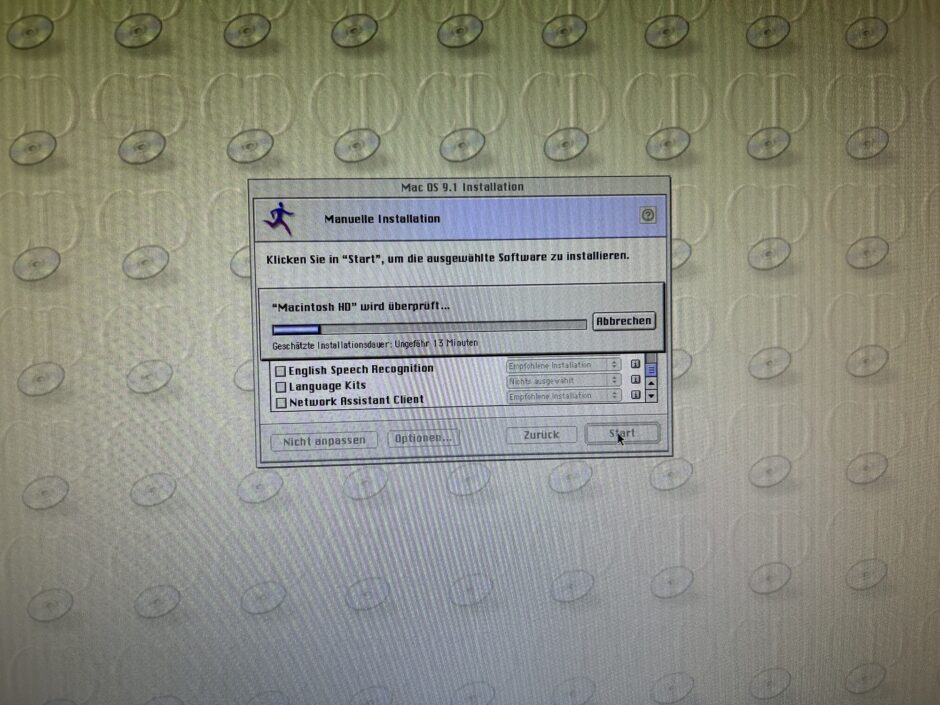 Mac OS 9.1 Installation
Manuelle Installation
?
Klicken Sie in "Start", um die ausgewählte Software zu installieren.
"Macintosh HD" wird überprüft...
Abbrechen
Geschätzte Installationsdauer: Ungefähr 13 Minuten
English Speech Recognition Empfohlene Installation
Language Kits Nichts ausgewählt
Network Assistant Client Empfohlene Installation
Nicht anpassen Optionen... Zurück Start